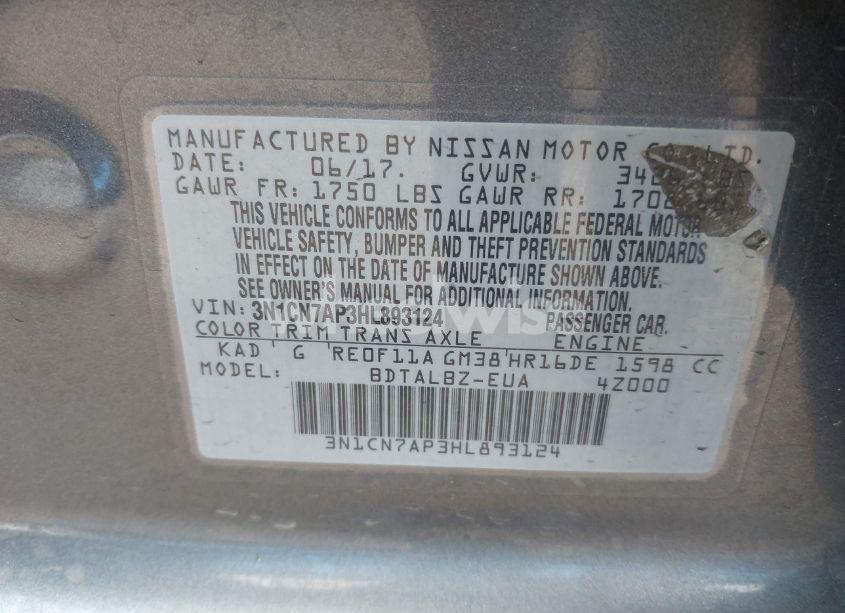 MANUFACTURED BY NISSAN MOTOR CO., LTD.
DATE: 06/17. GVWR:
GAWR FR: 1750 LBS GAWR RR:
THIS VEHICLE CONFORMS TO ALL APPLICABLE FEDERAL MOTOR
VEHICLE SAFETY, BUMPER AND THEFT PREVENTION STANDARDS
IN EFFECT ON THE DATE OF MANUFACTURE SHOWN ABOVE.
SEE OWNER'S MANUAL FOR ADDITIONAL INFORMATION.
VIN: 3N1CN7AP3HL893124 PASSENGER CAR.
COLOR TRIM TRANS AXLE ENGINE
KAD G RE0F11A GM38 HR16DE 1598 CC
MODEL: BDTALBZ-EUA 4Z000
3N1CN7AP3HL893124